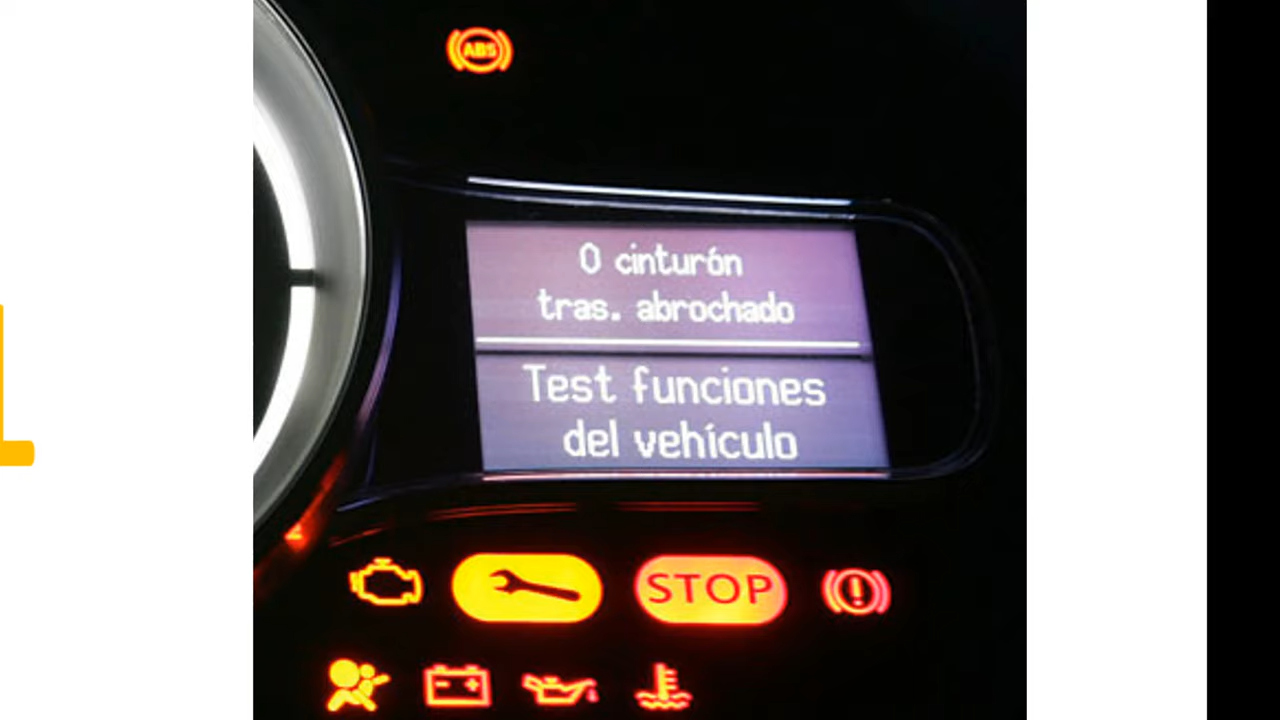 ABS
0 cinturón
tras. abrochado
Test funciones
del vehículo
STOP